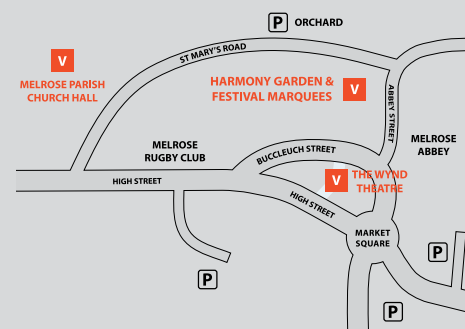 P ORCHARD
ST MARY'S ROAD
V
MELROSE PARISH
CHURCH HALL
HARMONY GARDEN &
FESTIVAL MARQUEES
V
ABBEY STREET
MELROSE
ABBEY
MELROSE
RUGBY CLUB
BUCCLEUCH STREET
HIGH STREET
V
THE WYND
THEATRE
HIGH STREET
MARKET
SQUARE
P
P
P